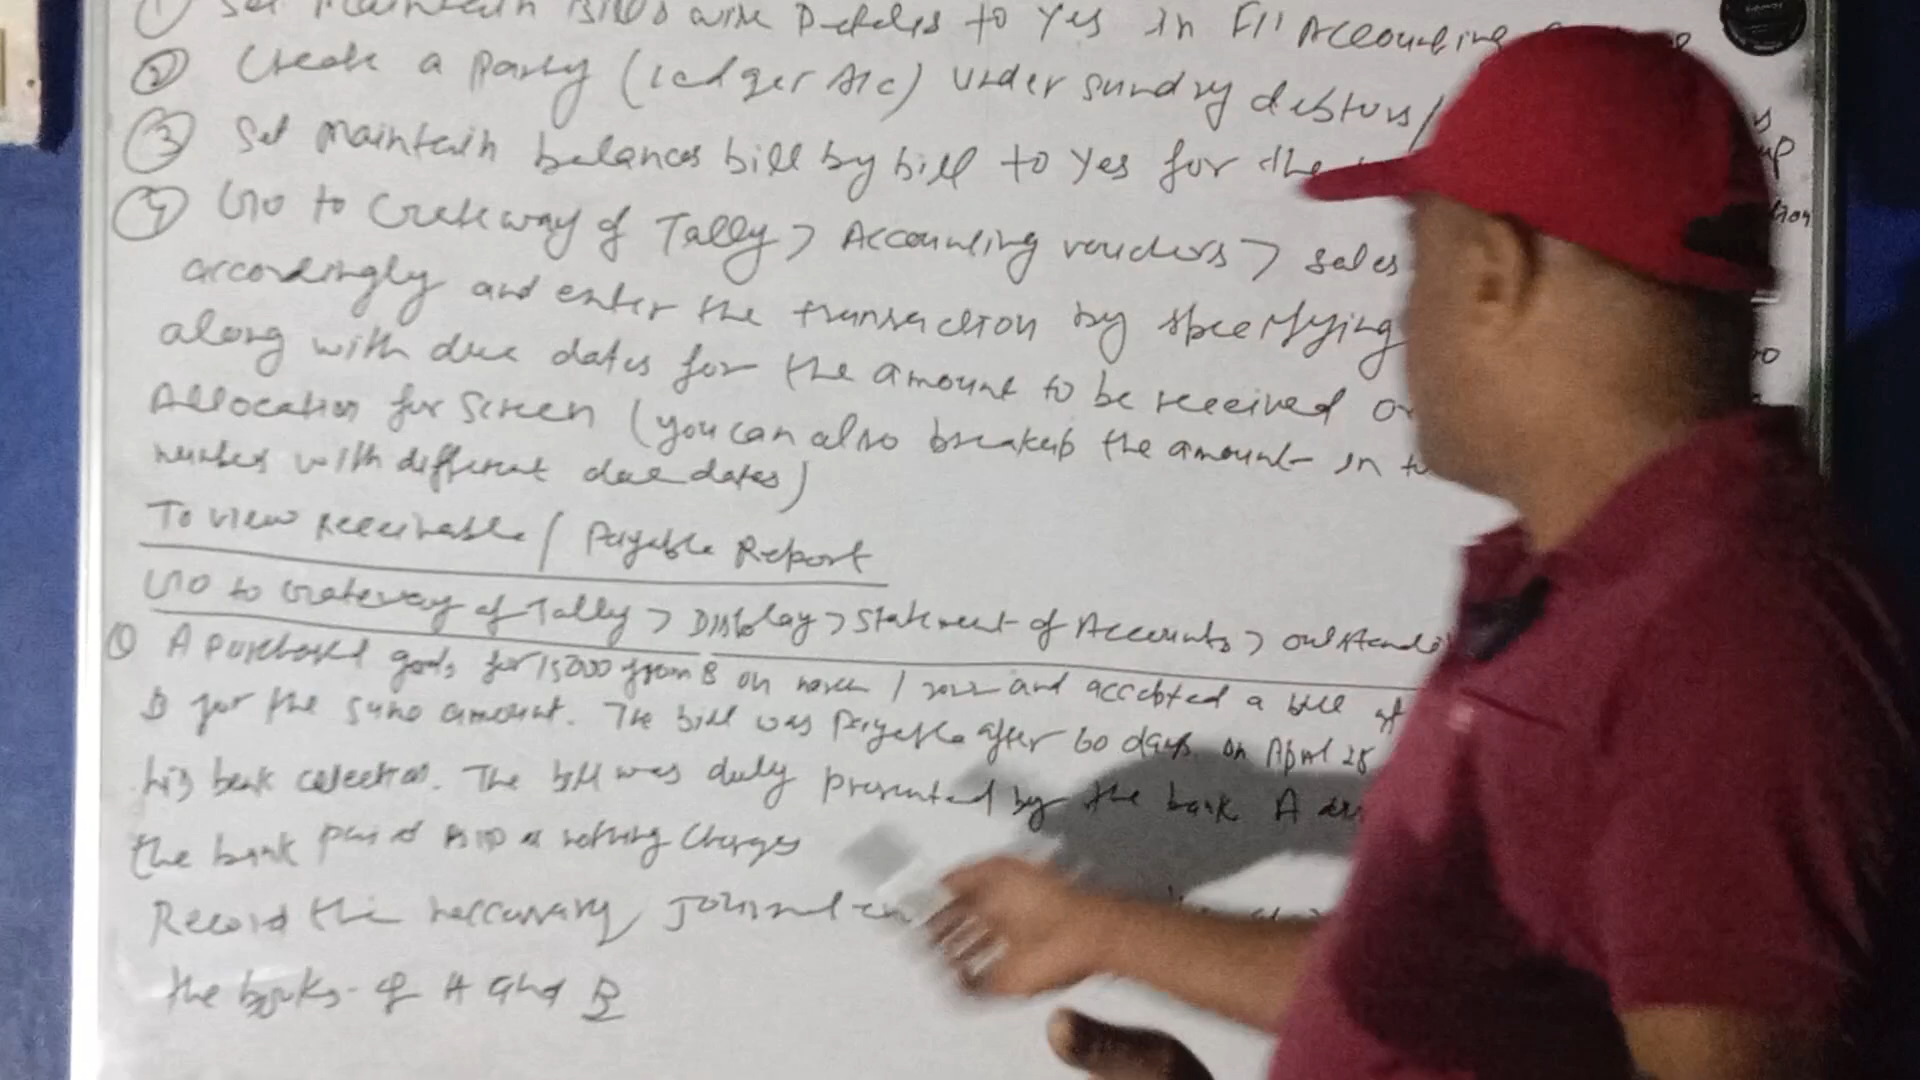 ① Set Maintain Bills wise Details to Yes in F11 Accounting
② Create a party (ledger A/c) under sundry debtors/
③ Set Maintain balances bill by bill to Yes for the
④ Go to Gateway of Tally > Accounting vouchers > sales
accordingly and enter the transaction by specifying
along with due dates for the amount to be received or
Allocation for screen (you can also breakup the amount in
with different due dates)
To view Receivable / Payable Report
Go to Gateway of Tally > Display > Statement of Accounts >
Q A purchased goods for 15000 from B on march 1 2022 and accepted a bill of
B for the same amount. The bill was payable after 60 days. on April 28
his bank collection. The bill was duly presented by the bank A
the bank paid noting charges
Record the necessary Journal
the books of A and B